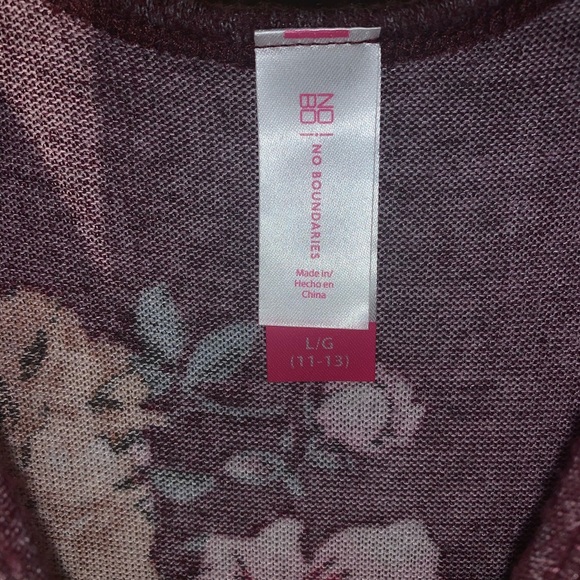 NO
BO
NO BOUNDARIES
Made in/
Hecho en
China
L/G
(11-13)